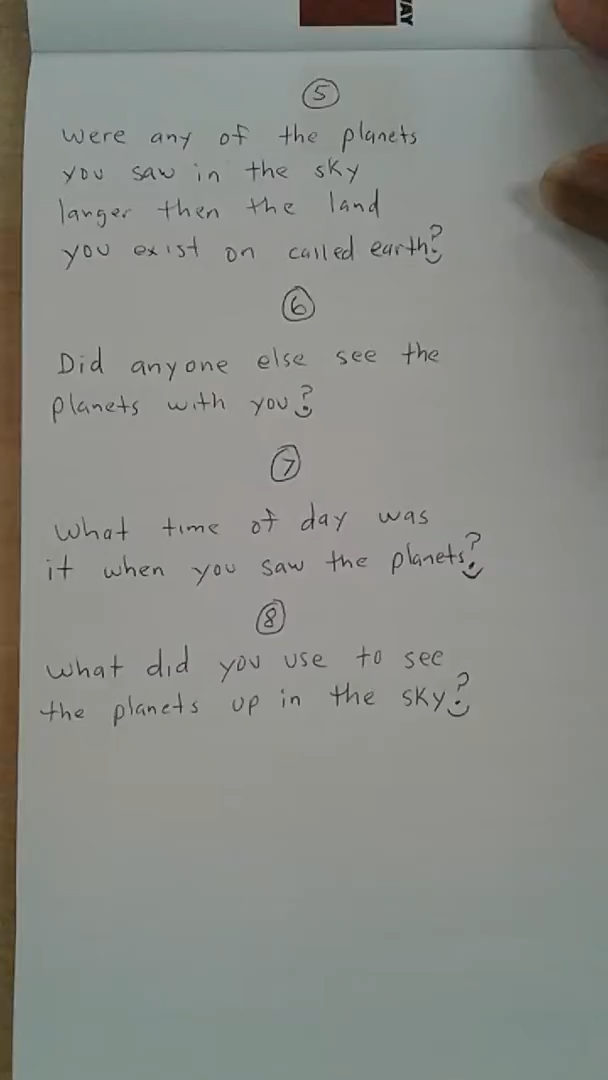 WAY
5
Were any of the planets
you saw in the sky
larger then the land
you exist on called earth?
6
Did anyone else see the
planets with you?
7
What time of day was
it when you saw the planets?
8
What did you use to see
the planets up in the sky?